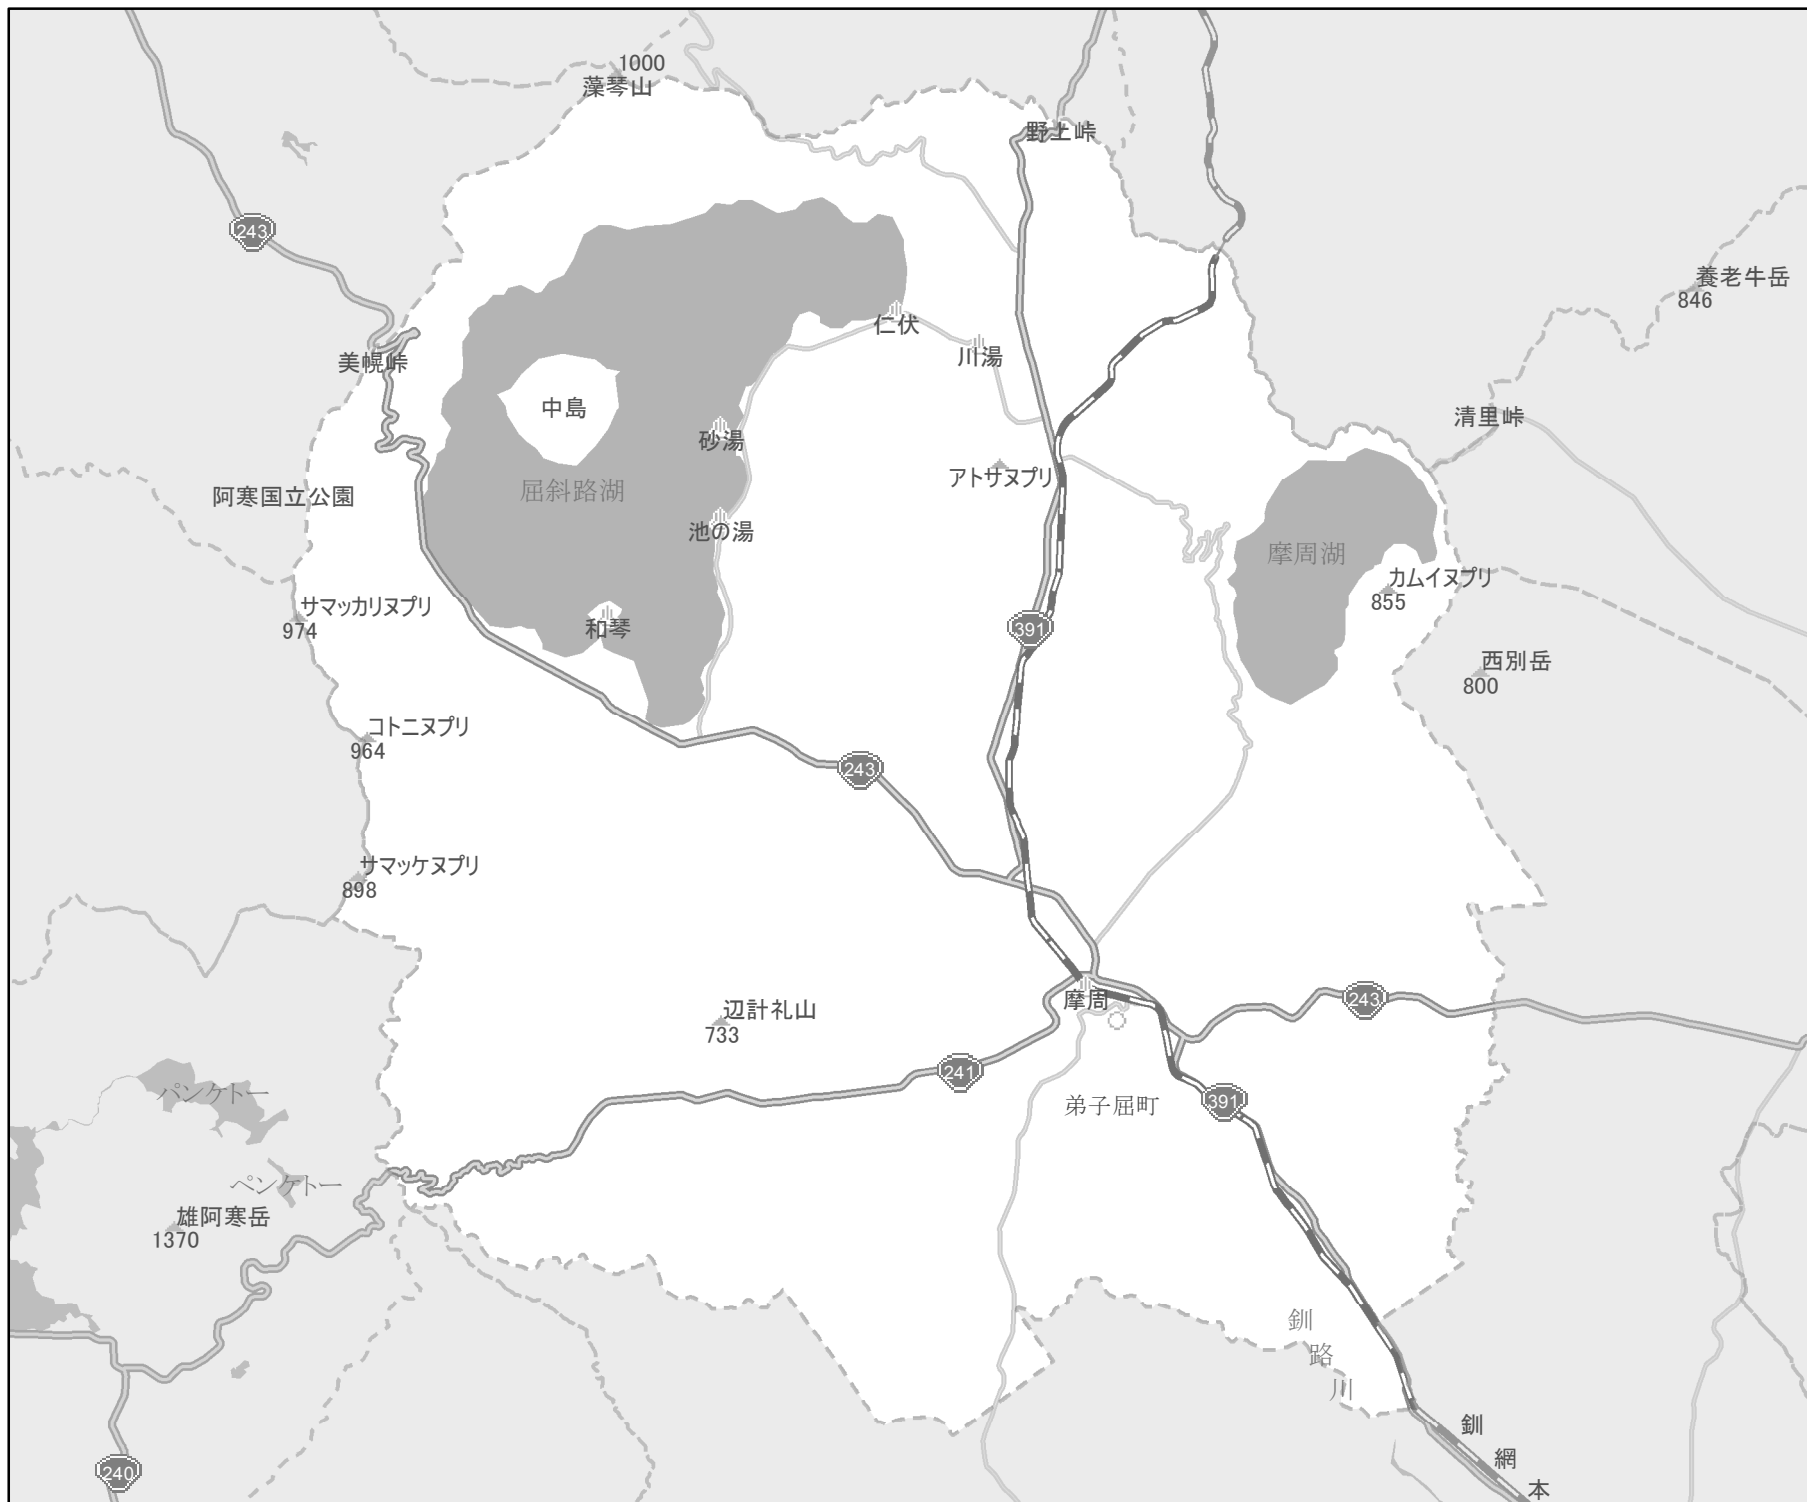 1000
藻琴山
野上峠
243
養老牛岳
846
仁伏
川湯
美幌峠
中島
清里峠
砂湯
アトサヌプリ
屈斜路湖
阿寒国立公園
池の湯
摩周湖
カムイヌプリ
855
サマッカリヌプリ
974
和琴
391
西別岳
800
コトニヌプリ
964
243
サマッケヌプリ
898
摩周
243
辺計礼山
733
241
パンケトー
391
弟子屈町
ペンケトー
雄阿寒岳
1370
釧路川
240
釧網本